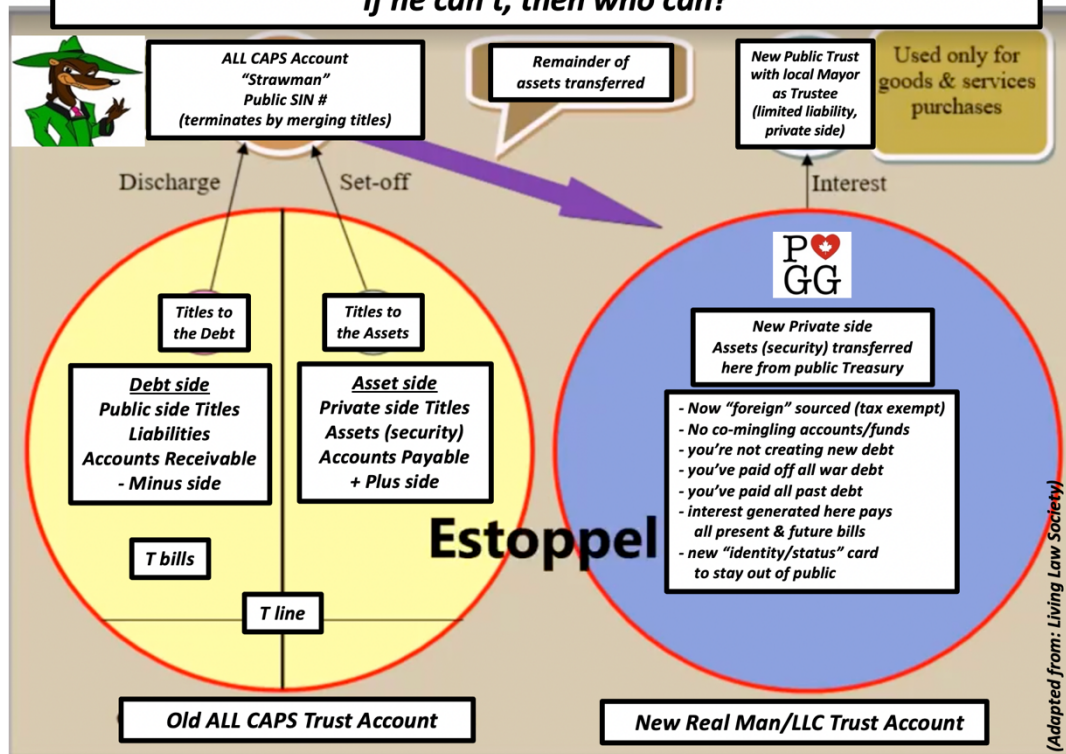 If he can't, then who can?
ALL CAPS Account
“Strawman”
Public SIN #
(terminates by merging titles)
Remainder of
assets transferred
New Public Trust
with local Mayor
as Trustee
(limited liability,
private side)
Used only for
goods & services
purchases
Discharge
Set-off
Interest
P
GG
Titles to
the Debt
Titles to
the Assets
Debt side
Public side Titles
Liabilities
Accounts Receivable
- Minus side
Asset side
Private side Titles
Assets (security)
Accounts Payable
+ Plus side
New Private side
Assets (security) transferred
here from public Treasury
- Now “foreign” sourced (tax exempt)
- No co-mingling accounts/funds
- you’re not creating new debt
- you’ve paid off all war debt
- you’ve paid all past debt
- interest generated here pays
all present & future bills
- new “identity/status” card
to stay out of public
Estoppel
T bills
T line
Old ALL CAPS Trust Account
New Real Man/LLC Trust Account
(Adapted from: Living Law Society)